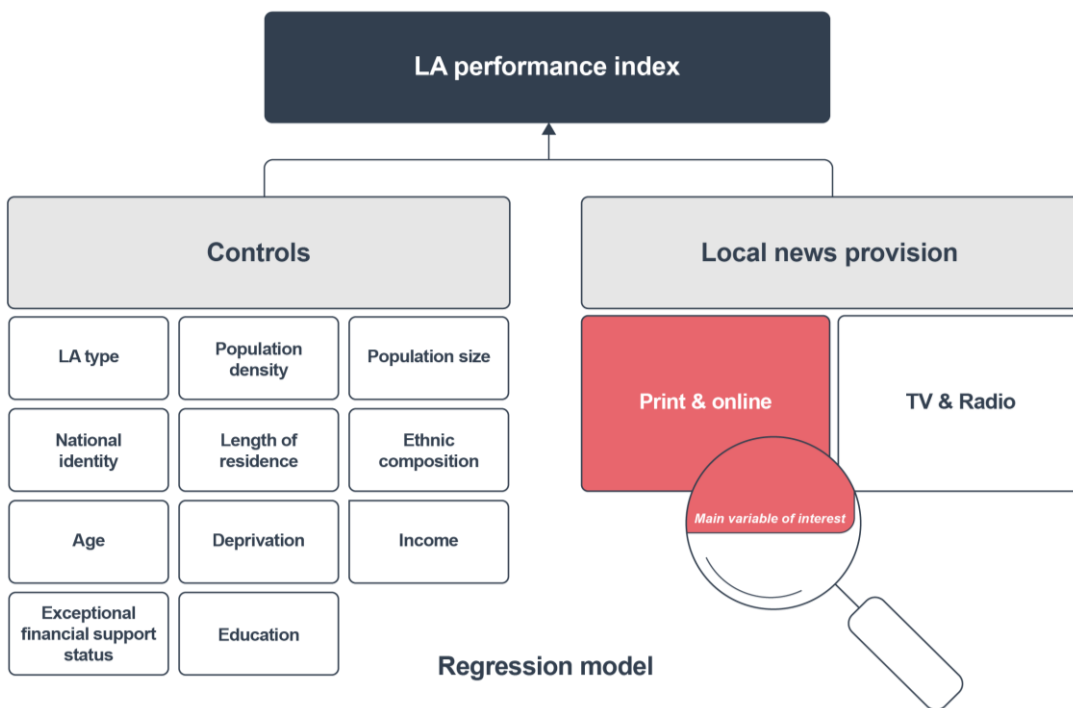 LA performance index
Controls
Local news provision
LA type
Population
density
Population size
National
identity
Length of
residence
Ethnic
composition
Age
Deprivation
Income
Exceptional
financial support
status
Education
Print & online
TV & Radio
Main variable of interest
Regression model